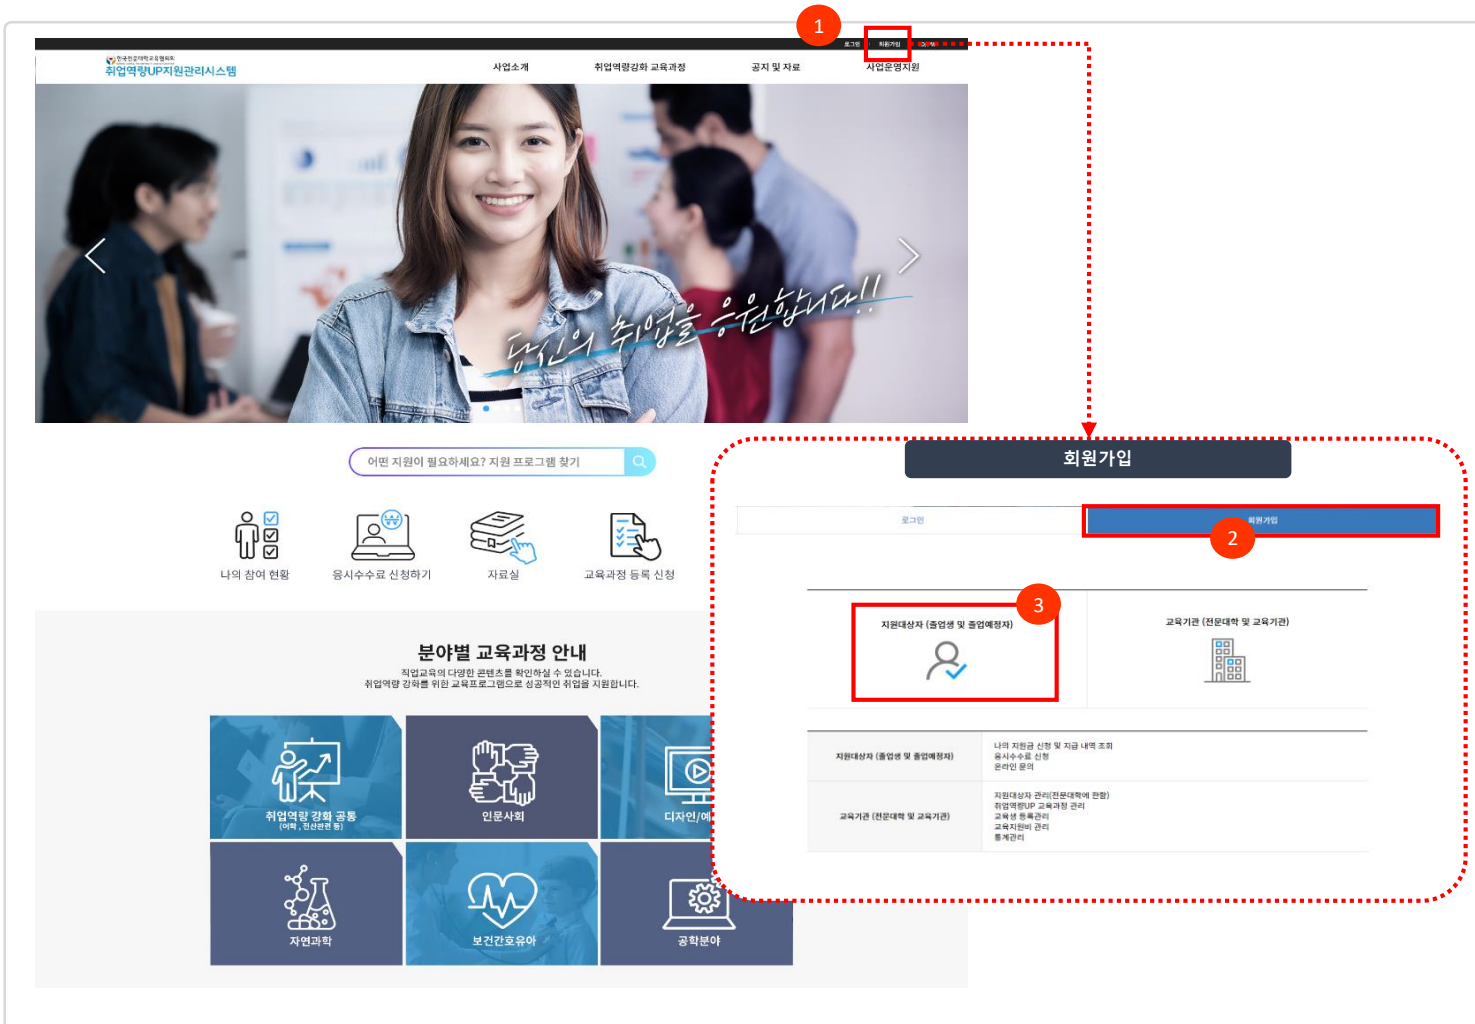 1
로그인
회원가입
한국전문대학교육협의회
취업역량UP지원관리시스템
사업소개
취업역량강화 교육과정
공지 및 자료
사업운영지원
당신의 취업을 응원합니다!!
어떤 지원이 필요하세요? 지원 프로그램 찾기
나의 참여 현황
응시수수료 신청하기
자료실
교육과정 등록 신청
분야별 교육과정 안내
직업교육의 다양한 콘텐츠를 확인하실 수 있습니다.
취업역량 강화를 위한 교육프로그램으로 성공적인 취업을 지원합니다.
취업역량 강화 공통
(어학 , 전산관련 등)
인문사회
디자인/예
자연과학
보건간호유아
공학분야
회원가입
로그인
회원가입
2
3
지원대상자 (졸업생 및 졸업예정자)
교육기관 (전문대학 및 교육기관)
지원대상자 (졸업생 및 졸업예정자)
나의 지원금 신청 및 지급 내역 조회
응시수수료 신청
온라인 문의
교육기관 (전문대학 및 교육기관)
지원대상자 관리(전문대학에 한함)
취업역량UP 교육과정 관리
교육생 등록관리
교육지원비 관리
통계관리